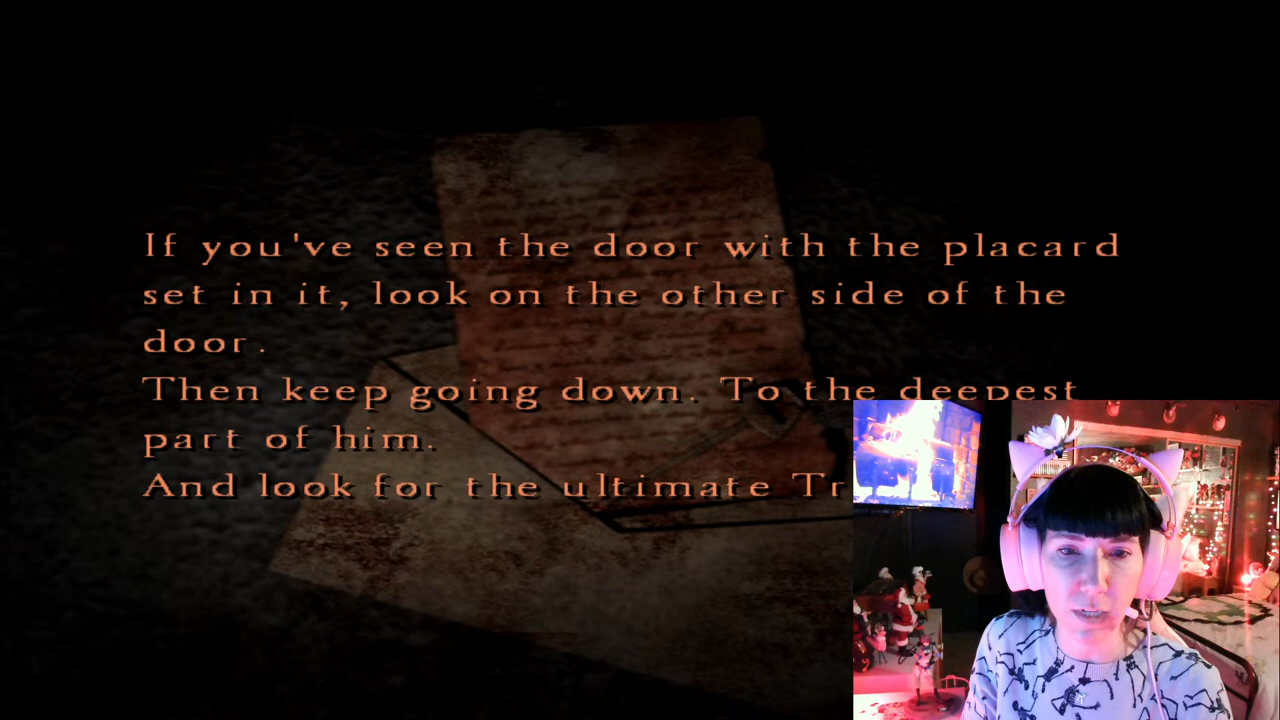 If you've seen the door with the placard
set in it, look on the other side of the
door.
Then keep going down. To the deepest
part of him.
And look for the ultimate